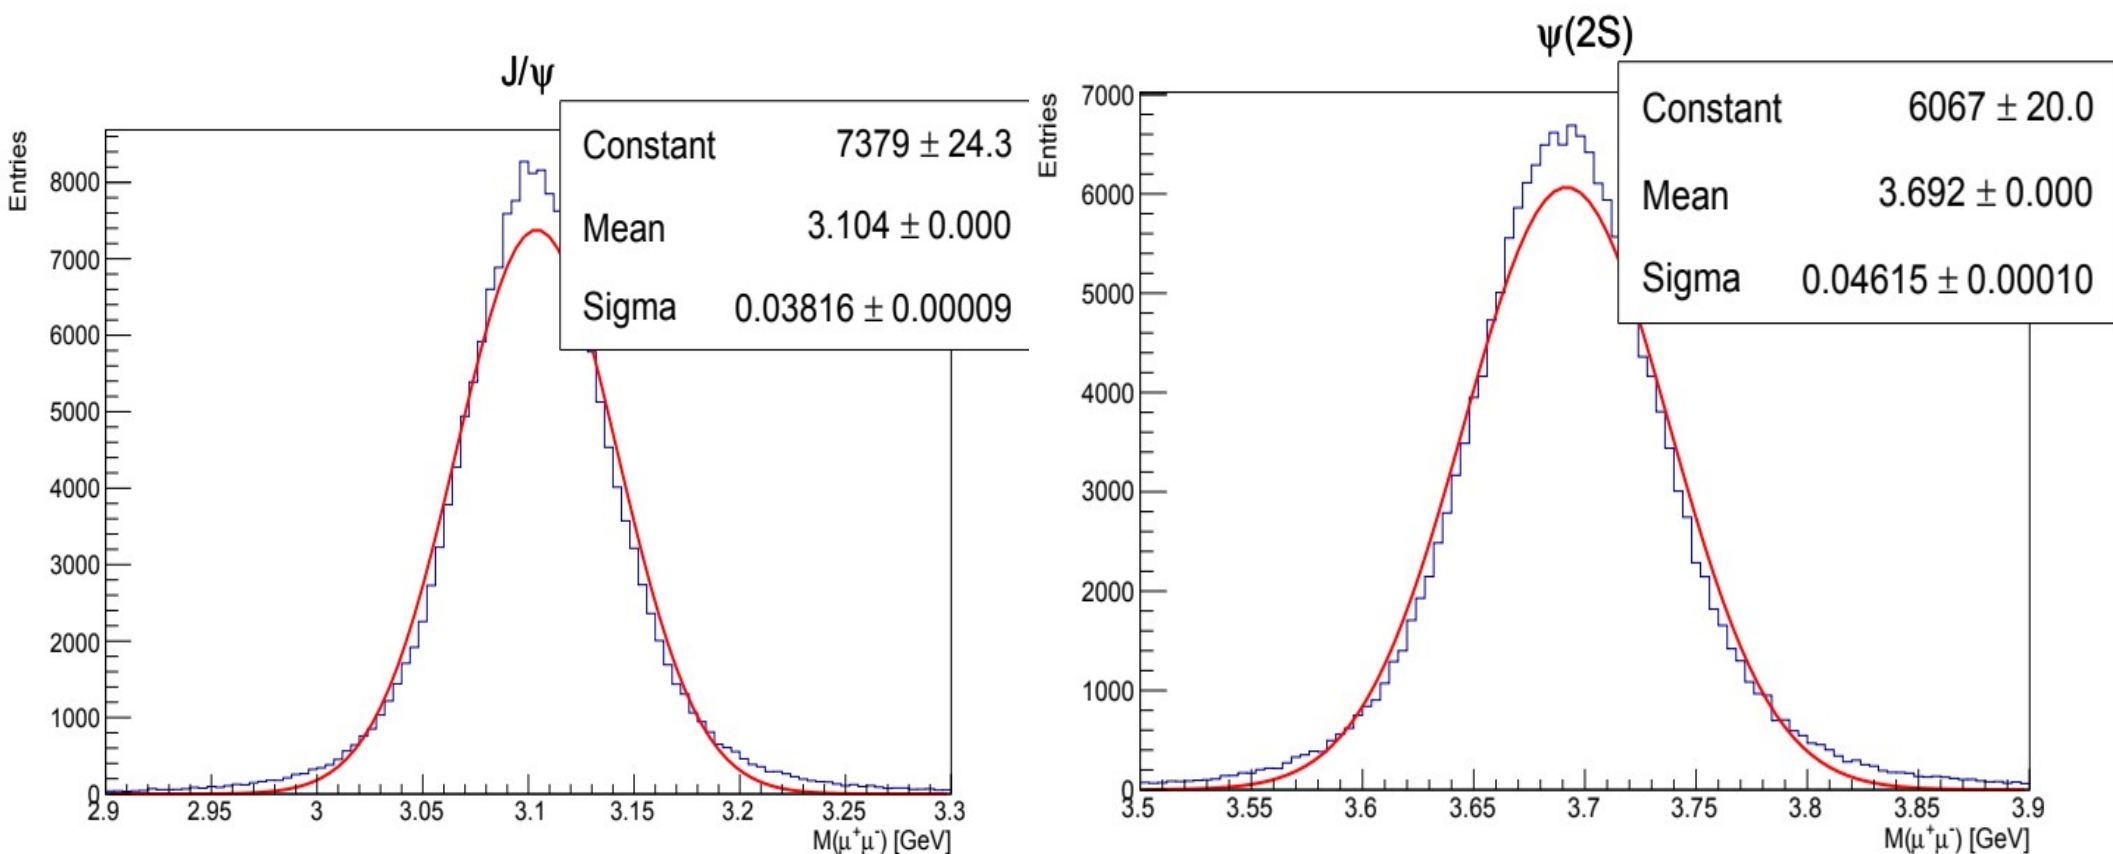 J/ψ
Entries
Constant 7379 ± 24.3
Mean 3.104 ± 0.000
Sigma 0.03816 ± 0.00009
8000
7000
6000
5000
4000
3000
2000
1000
0
2.9 2.95 3 3.05 3.1 3.15 3.2 3.25 3.3
M(μ⁺μ⁻) [GeV]
ψ(2S)
Entries
Constant 6067 ± 20.0
Mean 3.692 ± 0.000
Sigma 0.04615 ± 0.00010
7000
6000
5000
4000
3000
2000
1000
0
3.5 3.55 3.6 3.65 3.7 3.75 3.8 3.85 3.9
M(μ⁺μ⁻) [GeV]